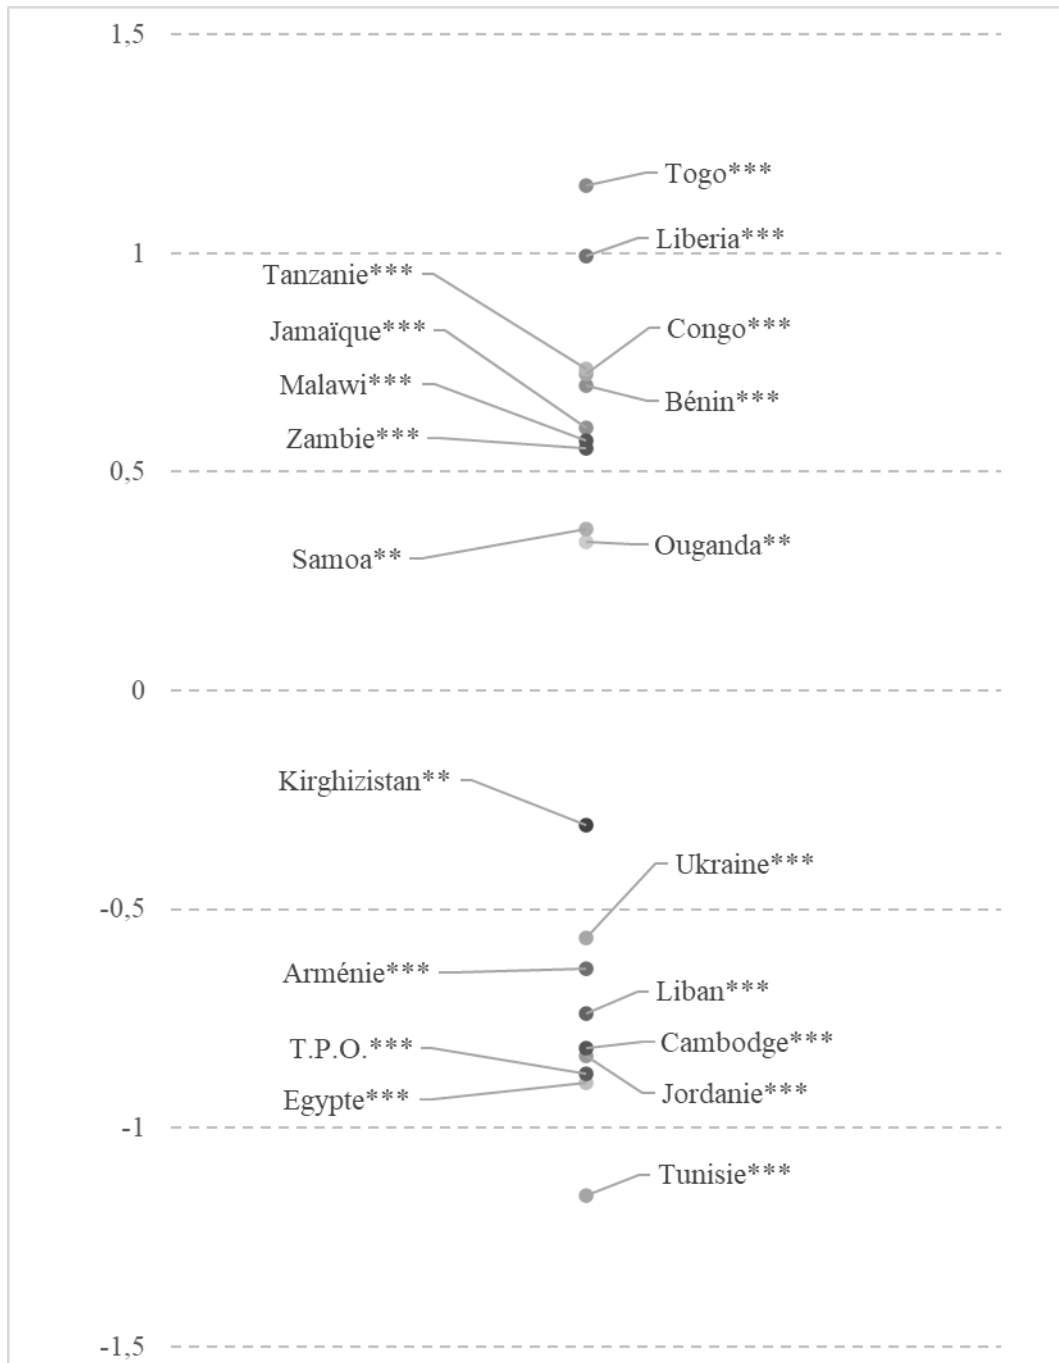 1,5
Togo***
Liberia***
1
Tanzanie***
Congo***
Jamaïque***
Malawi***
Bénin***
Zambie***
0,5
Ouganda**
Samoa**
0
Kirghizistan**
Ukraine***
-0,5
Arménie***
Liban***
Cambodge***
T.P.O.***
Jordanie***
Egypte***
-1
Tunisie***
-1,5